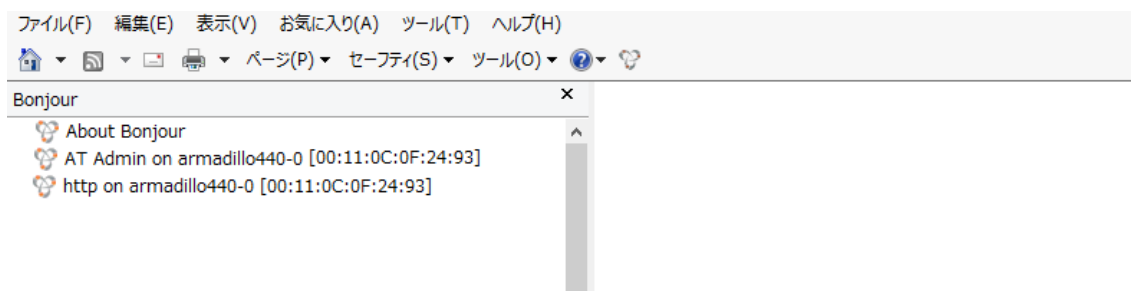 ファイル(F) 編集(E) 表示(V) お気に入り(A) ツール(T) ヘルプ(H)
ページ(P) セーフティ(S) ツール(O)
Bonjour
About Bonjour
AT Admin on armadillo440-0 [00:11:0C:0F:24:93]
http on armadillo440-0 [00:11:0C:0F:24:93]